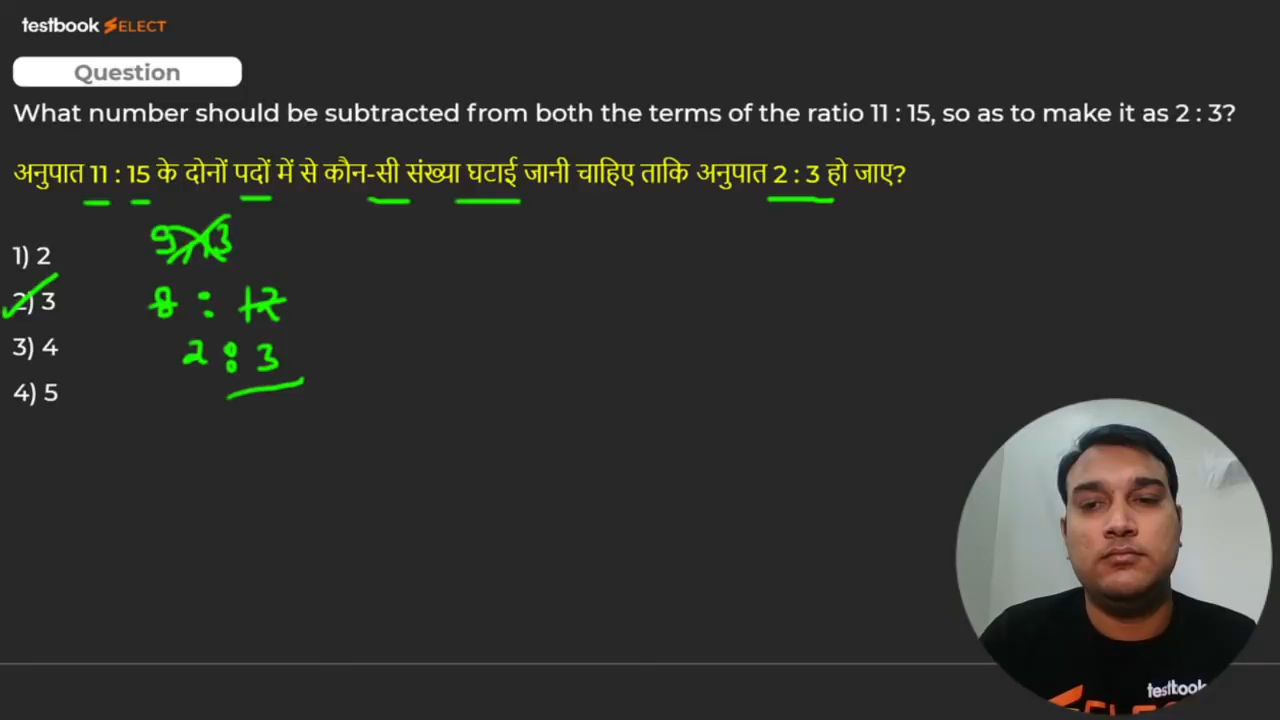 testbook SELECT
Question
What number should be subtracted from both the terms of the ratio 11 : 15, so as to make it as 2 : 3?
अनुपात 11 : 15 के दोनों पदों में से कौन-सी संख्या घटाई जानी चाहिए ताकि अनुपात 2 : 3 हो जाए?
1) 2
2) 3
3) 4
4) 5
8 : 12
2 : 3
testbook
SELECT